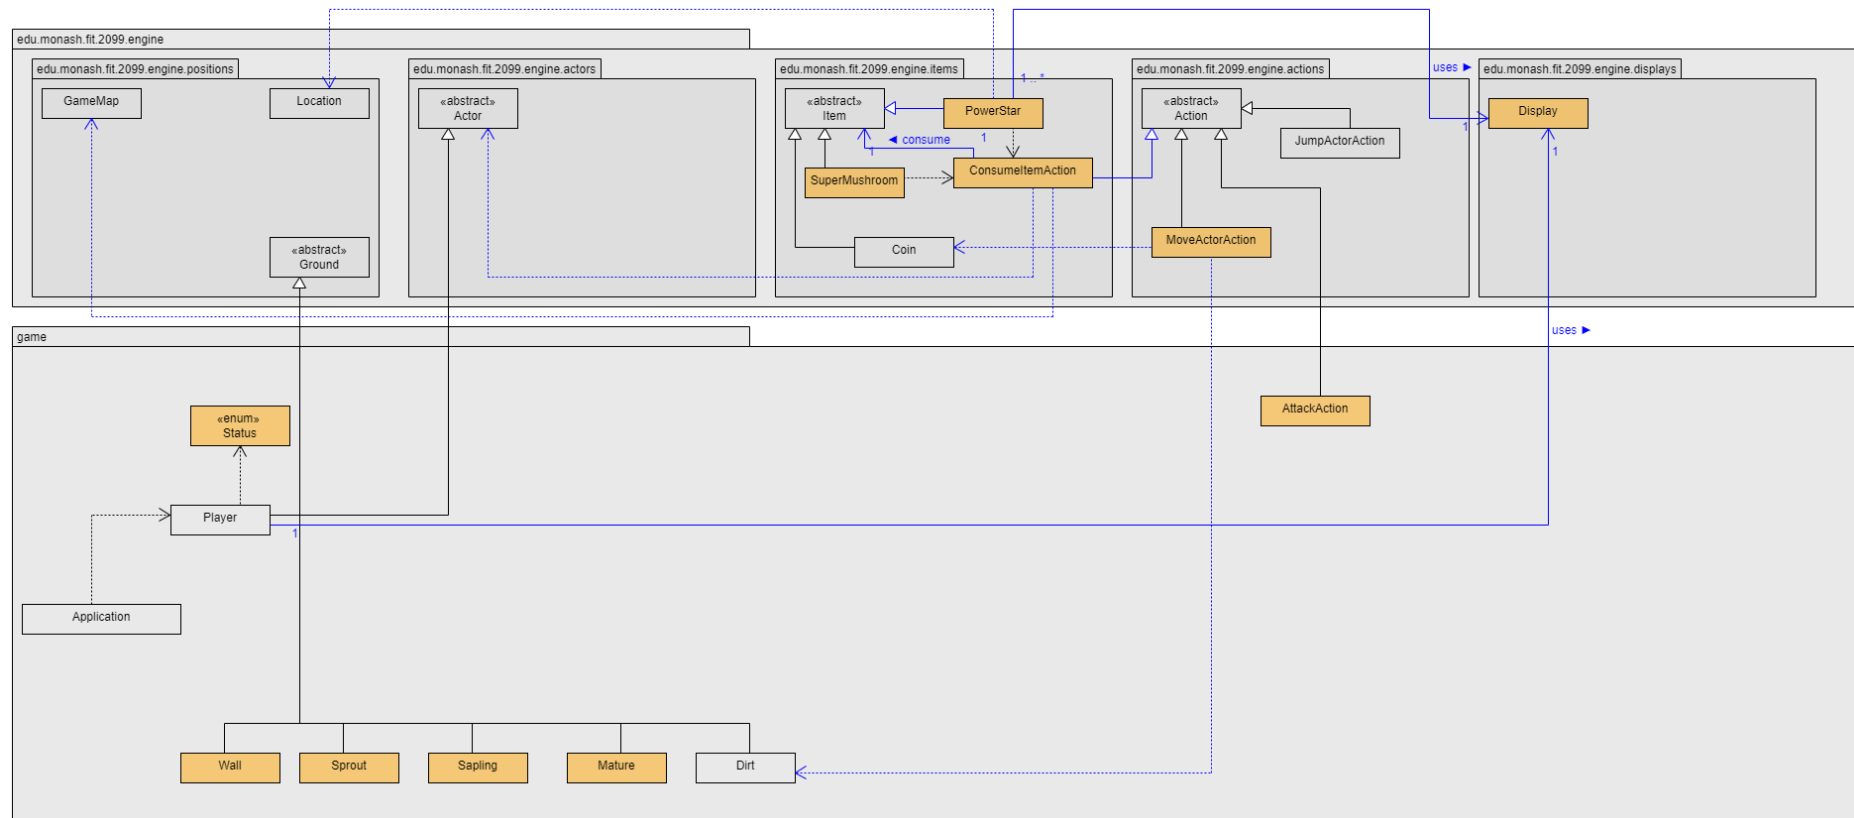 edu.monash.fit.2099.engine
edu.monash.fit.2099.engine.positions
edu.monash.fit.2099.engine.actors
edu.monash.fit.2099.engine.items
edu.monash.fit.2099.engine.actions
uses ►
edu.monash.fit.2099.engine.displays
1..*
GameMap
Location
«abstract»
Actor
«abstract»
Item
PowerStar
«abstract»
Action
Display
1
1
◄ consume
1
1
JumpActorAction
SuperMushroom
ConsumeItemAction
«abstract»
Ground
Coin
MoveActorAction
uses ►
game
«enum»
Status
AttackAction
Player
1
Application
Wall
Sprout
Sapling
Mature
Dirt